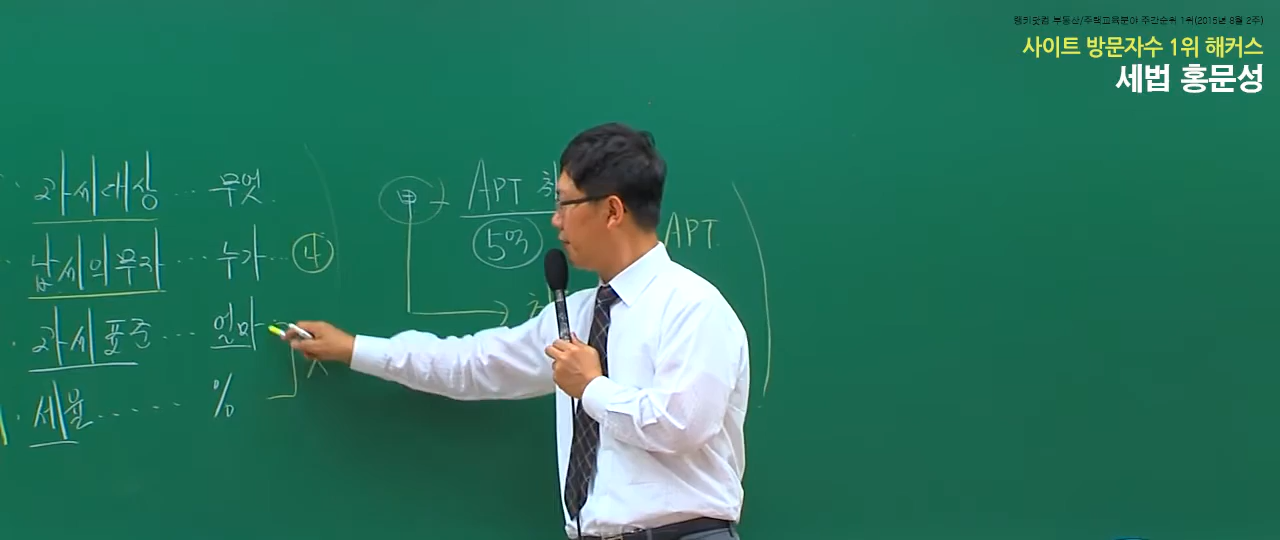 랭키닷컴 부동산/주택교육분야 주간순위 1위(2015년 8월 2주)
사이트 방문자수 1위 해커스
세법 홍문성
과세대상 … 무엇.
납세의무자 … 누가 …
과세표준 … 얼마
세율 …… %
甲 → APT
5억
APT.